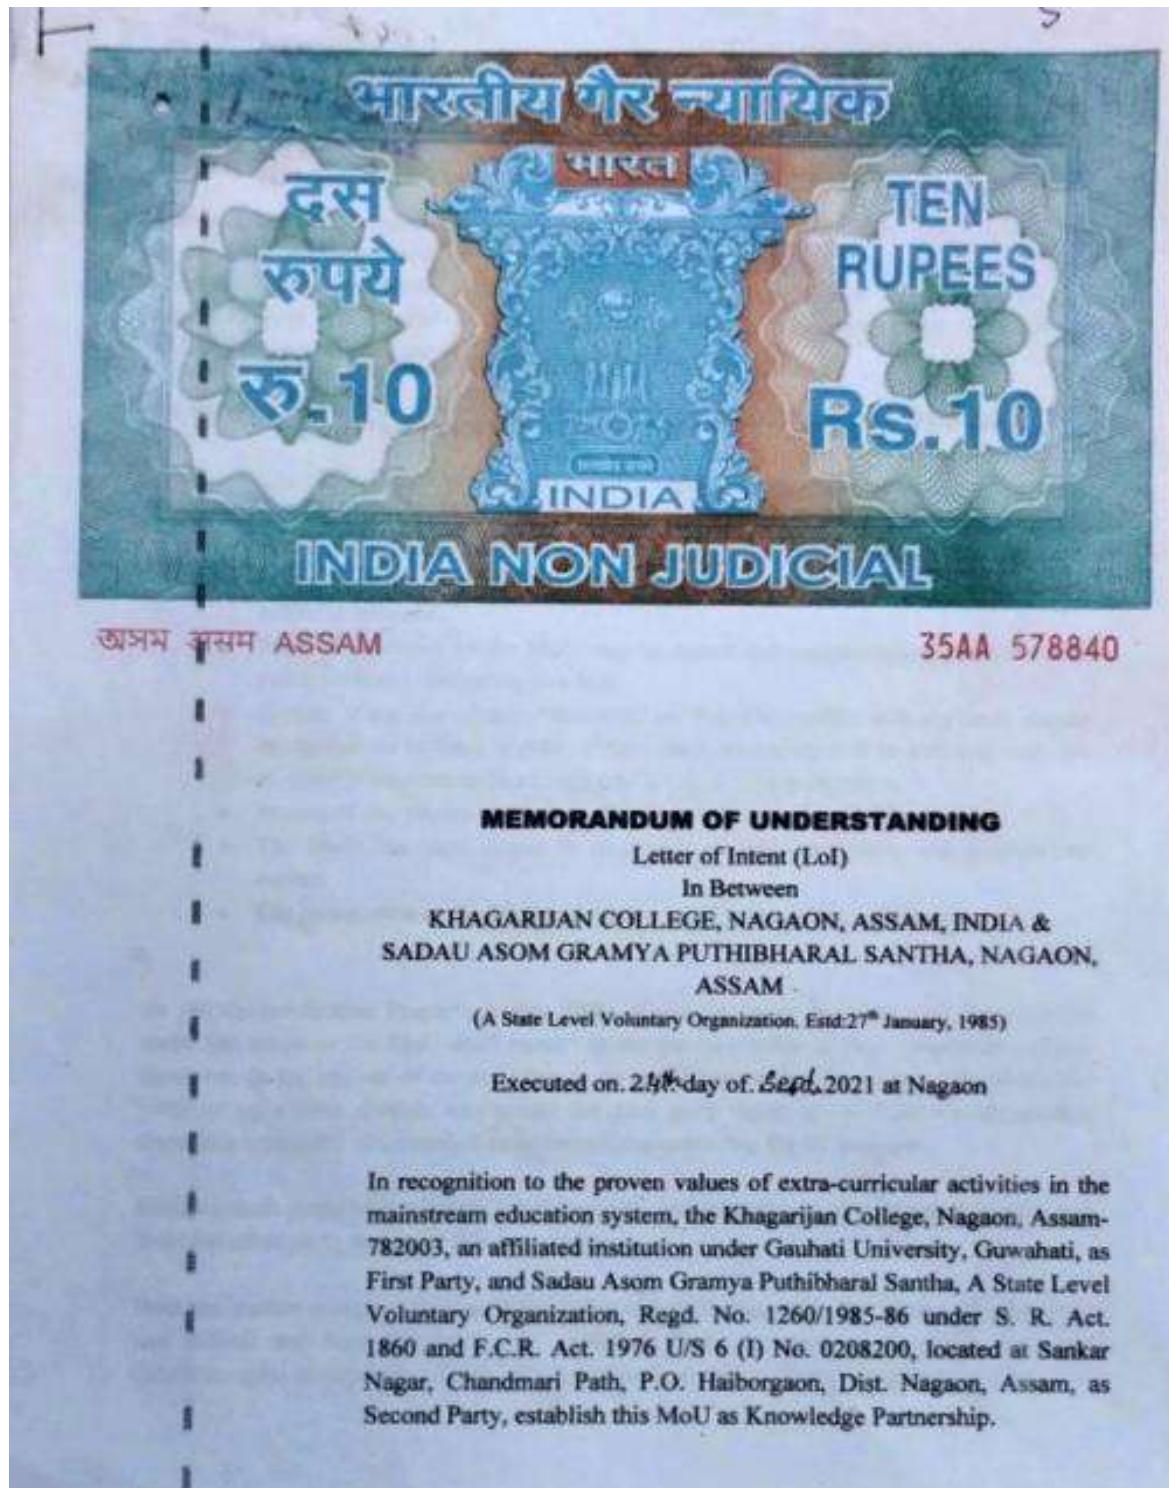 भारतीय गैर न्यायिक
भारत
दस
रुपये
रु.10
TEN
RUPEES
Rs.10
INDIA
INDIA NON JUDICIAL
অসম असम ASSAM
35AA 578840
MEMORANDUM OF UNDERSTANDING
Letter of Intent (LoI)
In Between
KHAGARIJAN COLLEGE, NAGAON, ASSAM, INDIA &
SADAU ASOM GRAMYA PUTHIBHARAL SANTHA, NAGAON,
ASSAM
(A State Level Voluntary Organization, Estd:27th January, 1985)
Executed on. 24th day of. Sept. 2021 at Nagaon
In recognition to the proven values of extra-curricular activities in the
mainstream education system, the Khagarijan College, Nagaon, Assam-
782003, an affiliated institution under Gauhati University, Guwahati, as
First Party, and Sadau Asom Gramya Puthibharal Santha, A State Level
Voluntary Organization, Regd. No. 1260/1985-86 under S. R. Act.
1860 and F.C.R. Act. 1976 U/S 6 (I) No. 0208200, located at Sankar
Nagar, Chandmari Path, P.O. Haiborgaon, Dist. Nagaon, Assam, as
Second Party, establish this MoU as Knowledge Partnership.